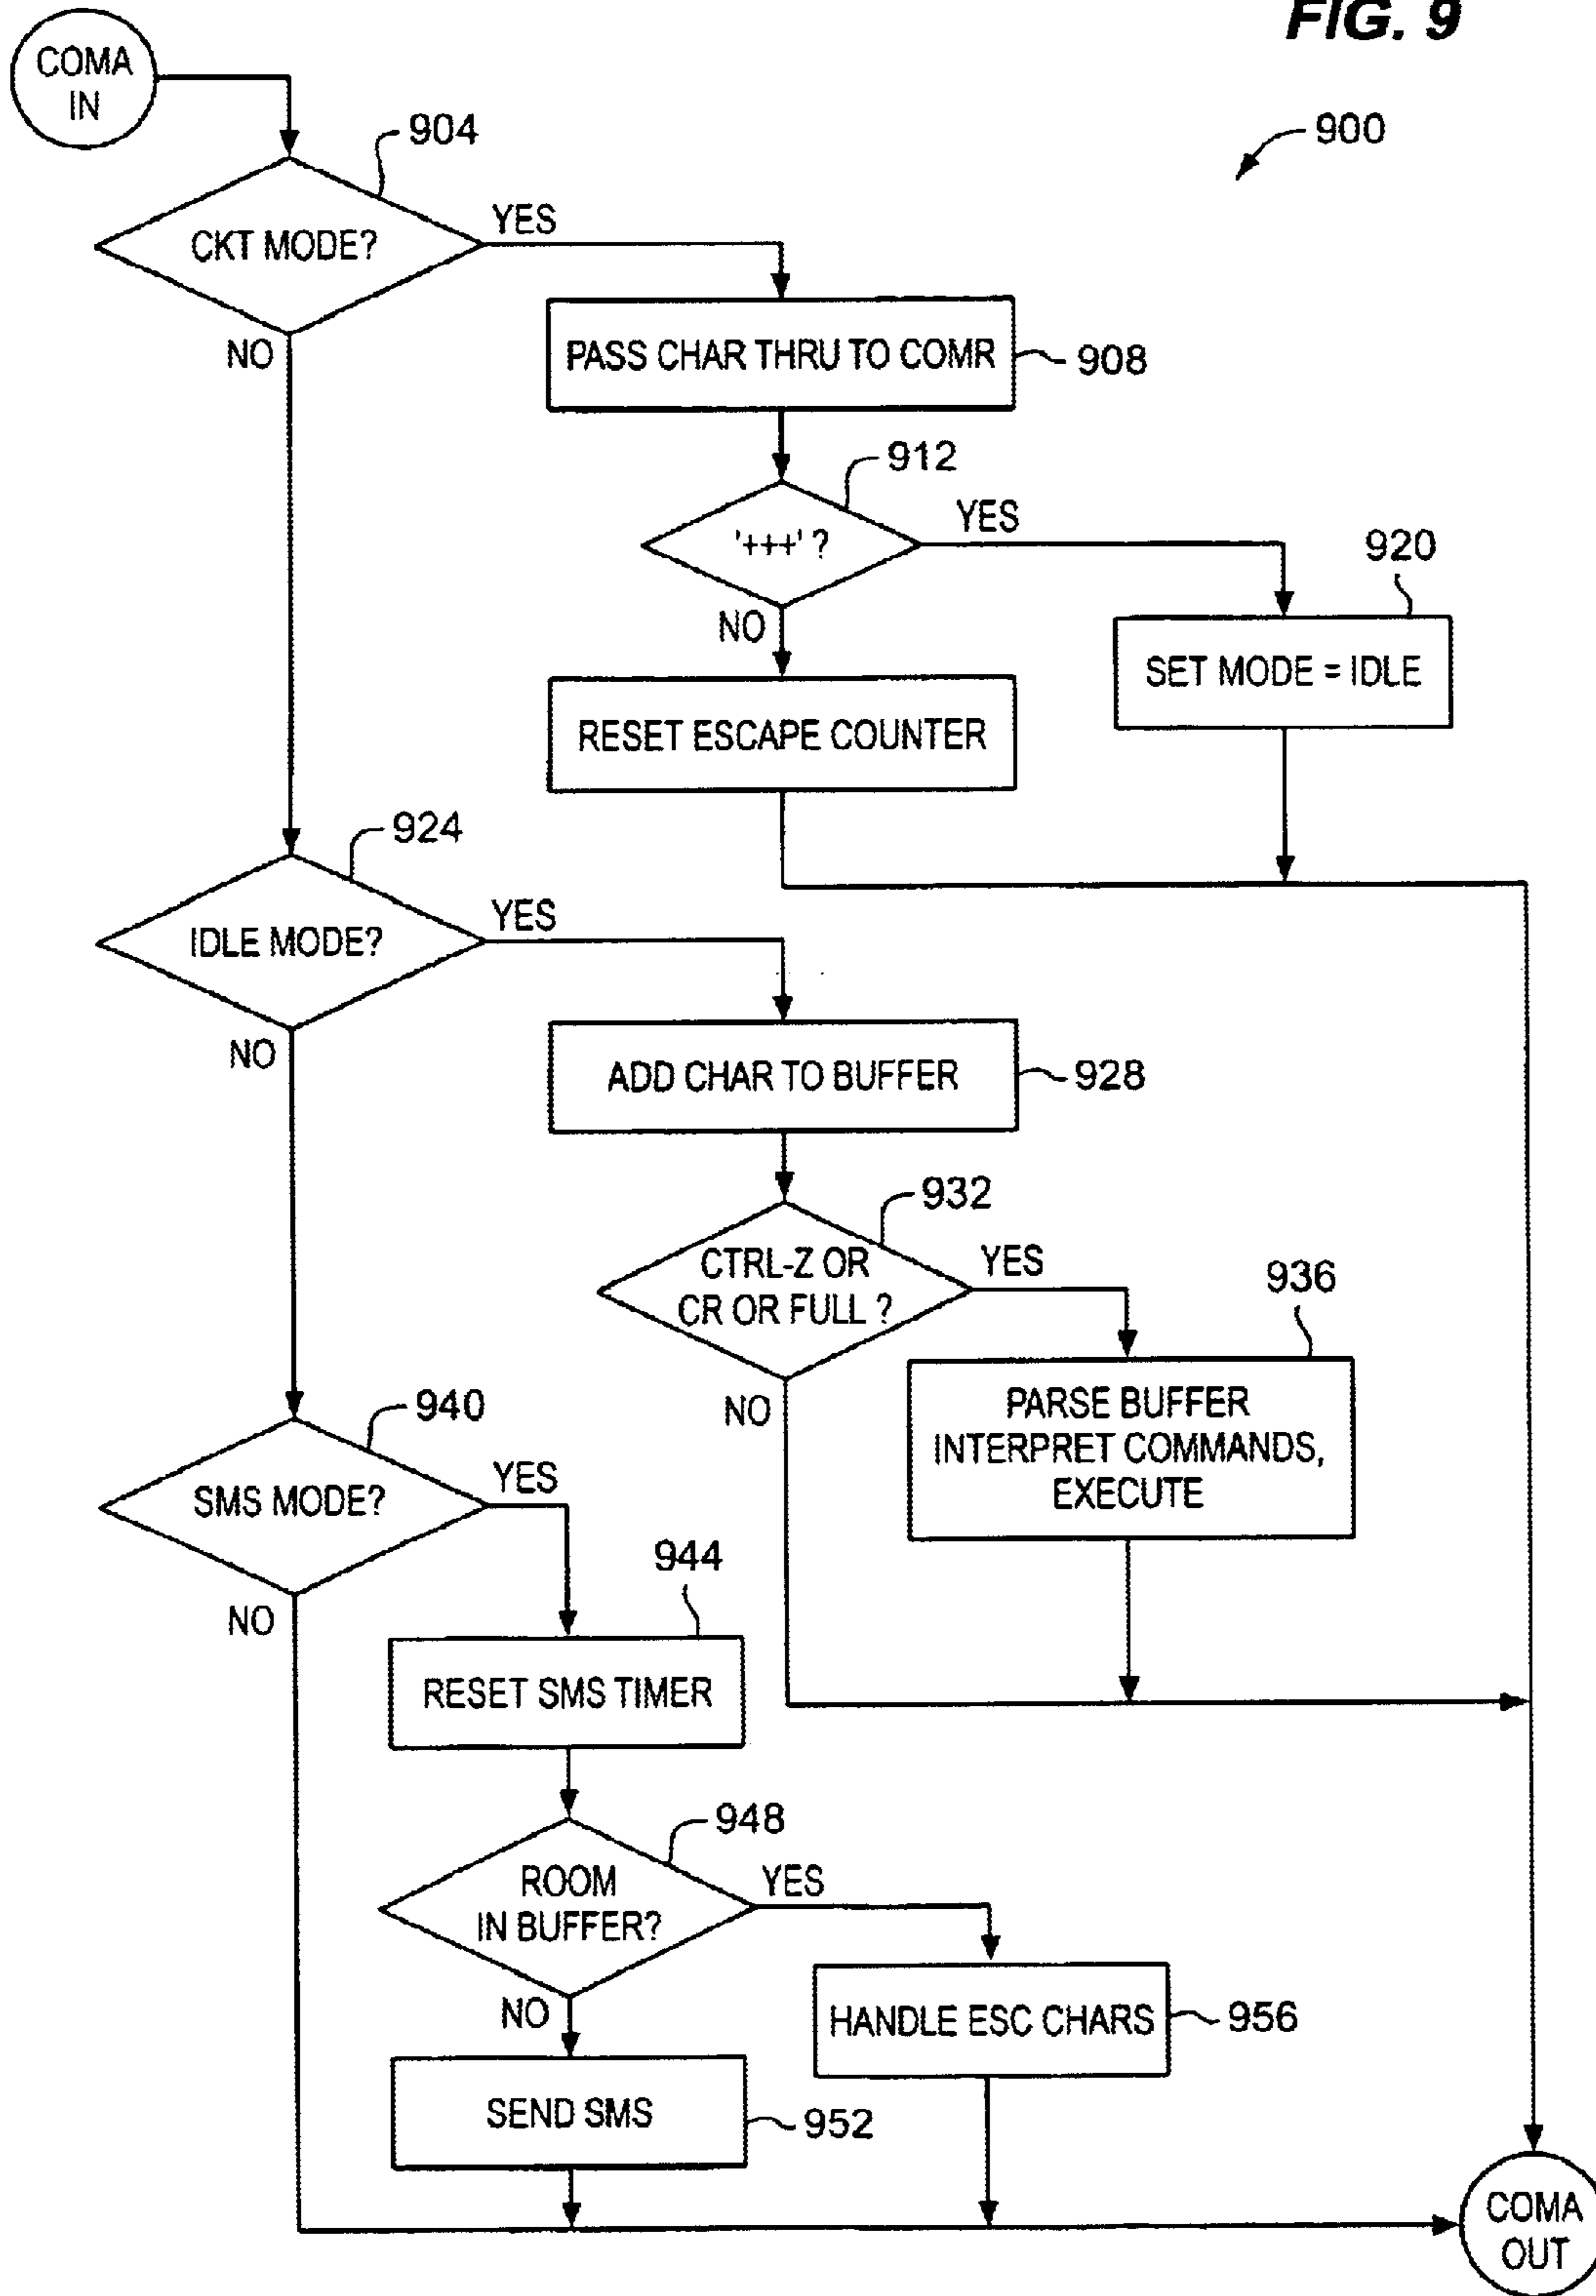 FIG. 9
COMA
IN
900
904
CKT MODE?
YES
NO
PASS CHAR THRU TO COMR
908
912
'+++' ?
YES
NO
920
SET MODE = IDLE
RESET ESCAPE COUNTER
924
IDLE MODE?
YES
NO
ADD CHAR TO BUFFER
928
932
CTRL-Z OR
CR OR FULL ?
YES
NO
936
PARSE BUFFER
INTERPRET COMMANDS,
EXECUTE
940
SMS MODE?
YES
NO
944
RESET SMS TIMER
948
ROOM
IN BUFFER?
YES
NO
HANDLE ESC CHARS
956
SEND SMS
952
COMA
OUT